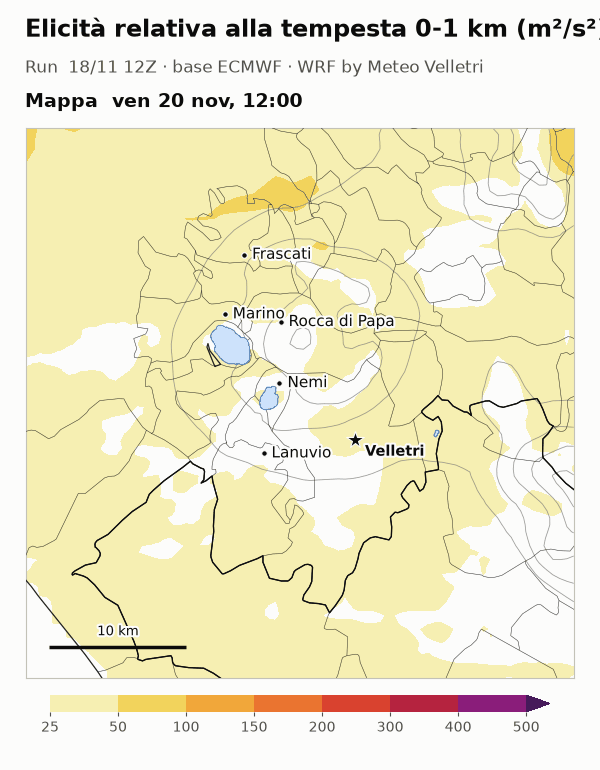 Elicità relativa alla tempesta 0-1 km (m²/s²)
Run 18/11 12Z · base ECMWF · WRF by Meteo Velletri
Mappa ven 20 nov, 12:00
Frascati
Marino
Rocca di Papa
Nemi
Velletri
Lanuvio
10 km
25 50 100 150 200 300 400 500